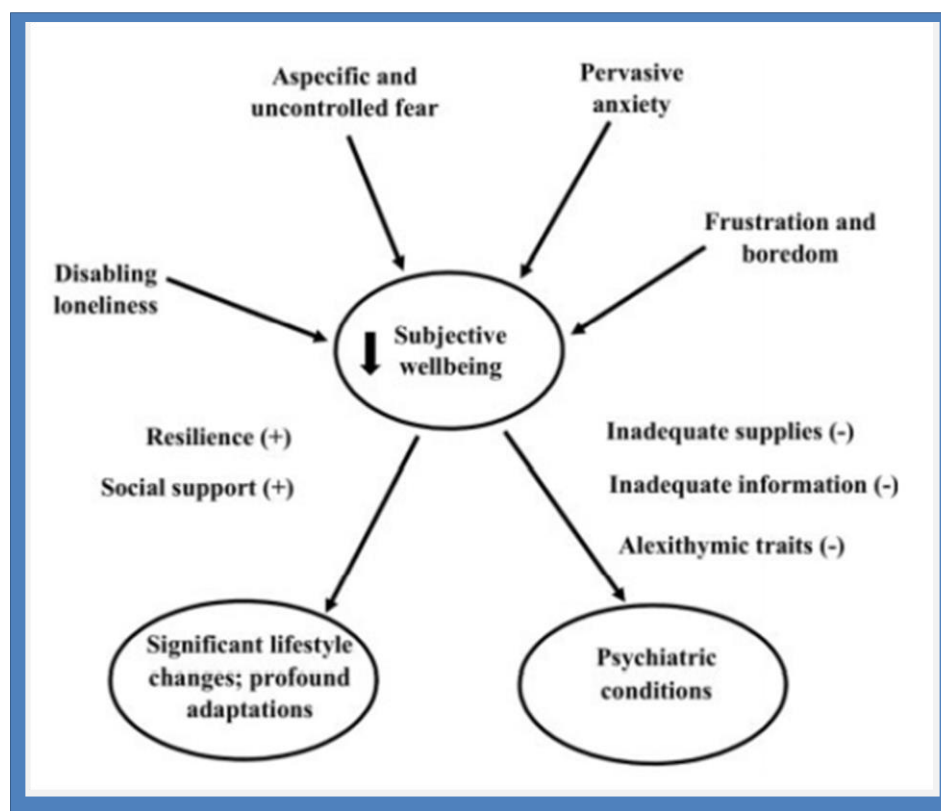 Aspecific and
uncontrolled fear
Pervasive
anxiety
Frustration and
boredom
Disabling
loneliness
Subjective
wellbeing
Resilience (+)
Social support (+)
Inadequate supplies (-)
Inadequate information (-)
Alexithymic traits (-)
Significant lifestyle
changes; profound
adaptations
Psychiatric
conditions